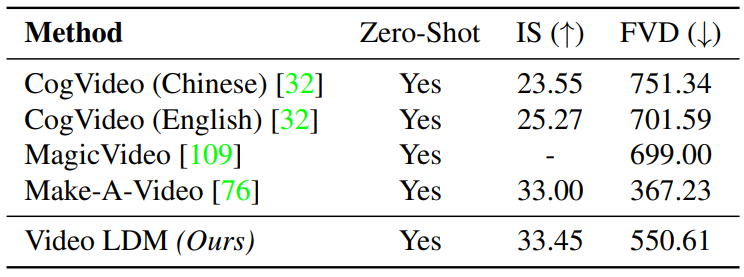 Method Zero-Shot IS (↑) FVD (↓)
CogVideo (Chinese) [32] Yes 23.55 751.34
CogVideo (English) [32] Yes 25.27 701.59
MagicVideo [109] Yes - 699.00
Make-A-Video [76] Yes 33.00 367.23
Video LDM (Ours) Yes 33.45 550.61